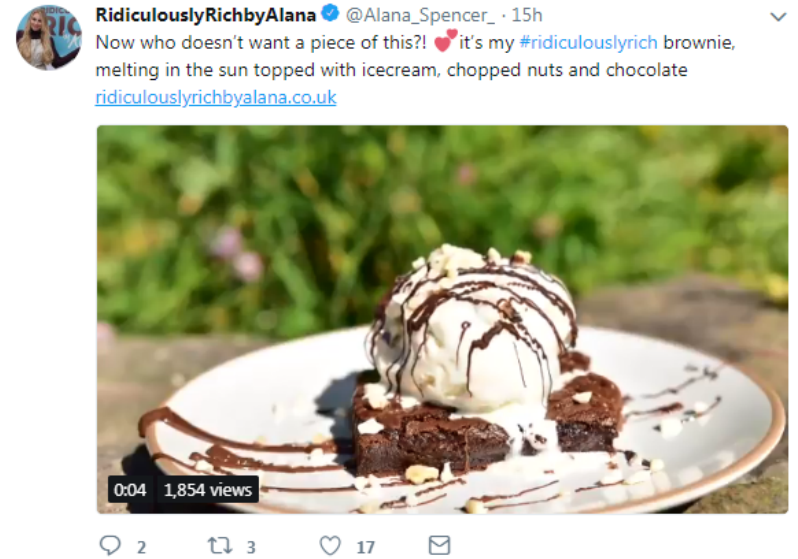 RidiculouslyRichbyAlana @Alana_Spencer_ · 15h
Now who doesn't want a piece of this?! 💕 it's my #ridiculouslyrich brownie,
melting in the sun topped with icecream, chopped nuts and chocolate
ridiculouslyrichbyalana.co.uk
0:04 1,854 views
2 3 17